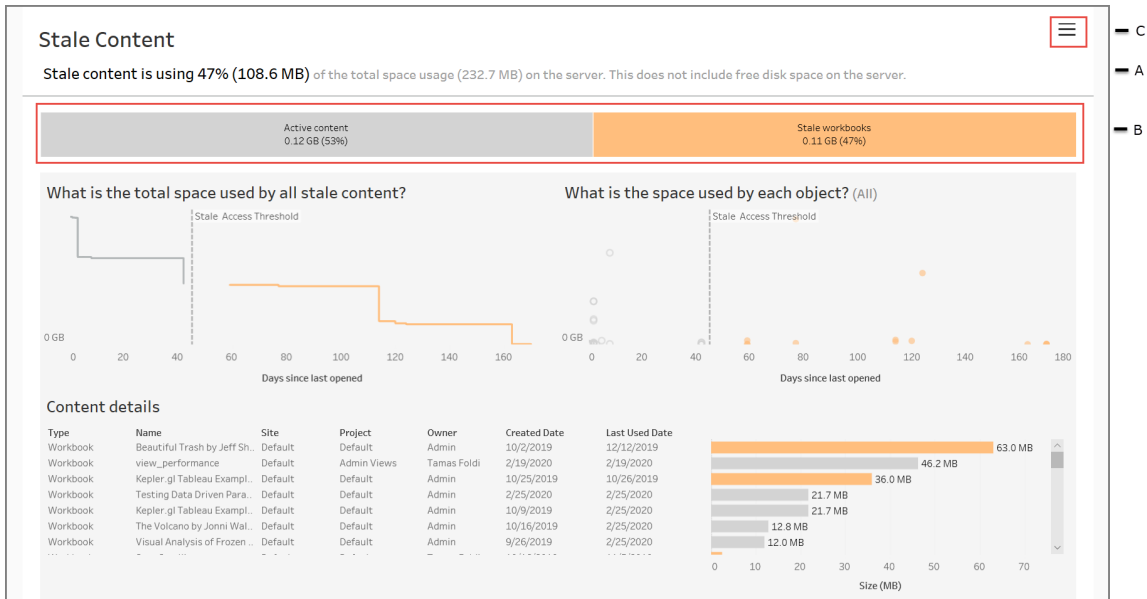 Stale Content
C
Stale content is using 47% (108.6 MB) of the total space usage (232.7 MB) on the server. This does not include free disk space on the server.
A
Active content
0.12 GB (53%)
Stale workbooks
0.11 GB (47%)
B
What is the total space used by all stale content?
Stale Access Threshold
0 GB
0 20 40 60 80 100 120 140 160
Days since last opened
What is the space used by each object? (All)
Stale Access Threshold
0 GB
0 20 40 60 80 100 120 140 160 180
Days since last opened
Content details
Type Name Site Project Owner Created Date Last Used Date
Workbook Beautiful Trash by Jeff Sh.. Default Default Admin 10/2/2019 12/12/2019 63.0 MB
Workbook view_performance Default Admin Views Tamas Foldi 2/19/2020 2/19/2020 46.2 MB
Workbook Kepler.gl Tableau Exampl.. Default Default Admin 10/25/2019 10/26/2019 36.0 MB
Workbook Testing Data Driven Para.. Default Default Admin 2/25/2020 2/25/2020 21.7 MB
Workbook Kepler.gl Tableau Exampl.. Default Default Admin 10/9/2019 2/25/2020 21.7 MB
Workbook The Volcano by Jonni Wal.. Default Default Admin 10/16/2019 2/25/2020 12.8 MB
Workbook Visual Analysis of Frozen .. Default Default Admin 9/26/2019 2/25/2020 12.0 MB
0 10 20 30 40 50 60 70
Size (MB)